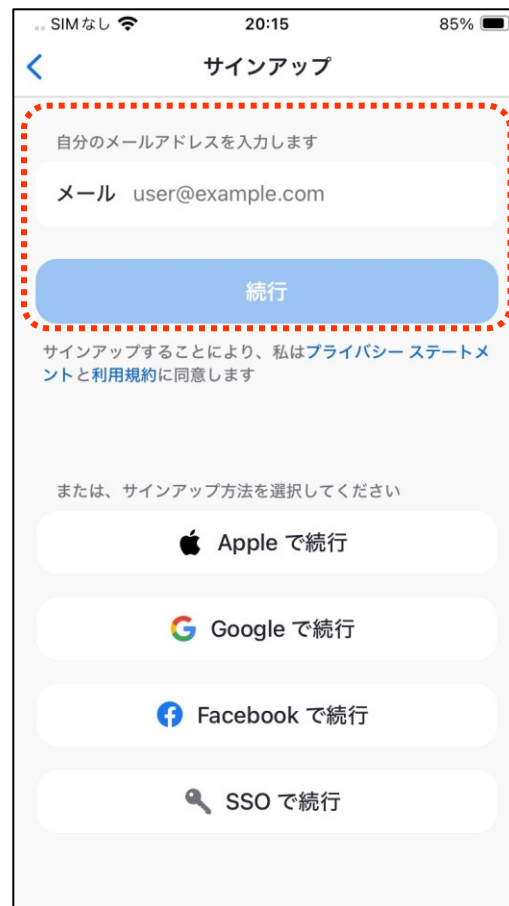 SIMなし 20:15 85%
サインアップ
自分のメールアドレスを入力します
メール user@example.com
続行
サインアップすることにより、私はプライバシー ステートメ
ントと利用規約に同意します
または、サインアップ方法を選択してください
Apple で続行
Google で続行
Facebook で続行
SSO で続行